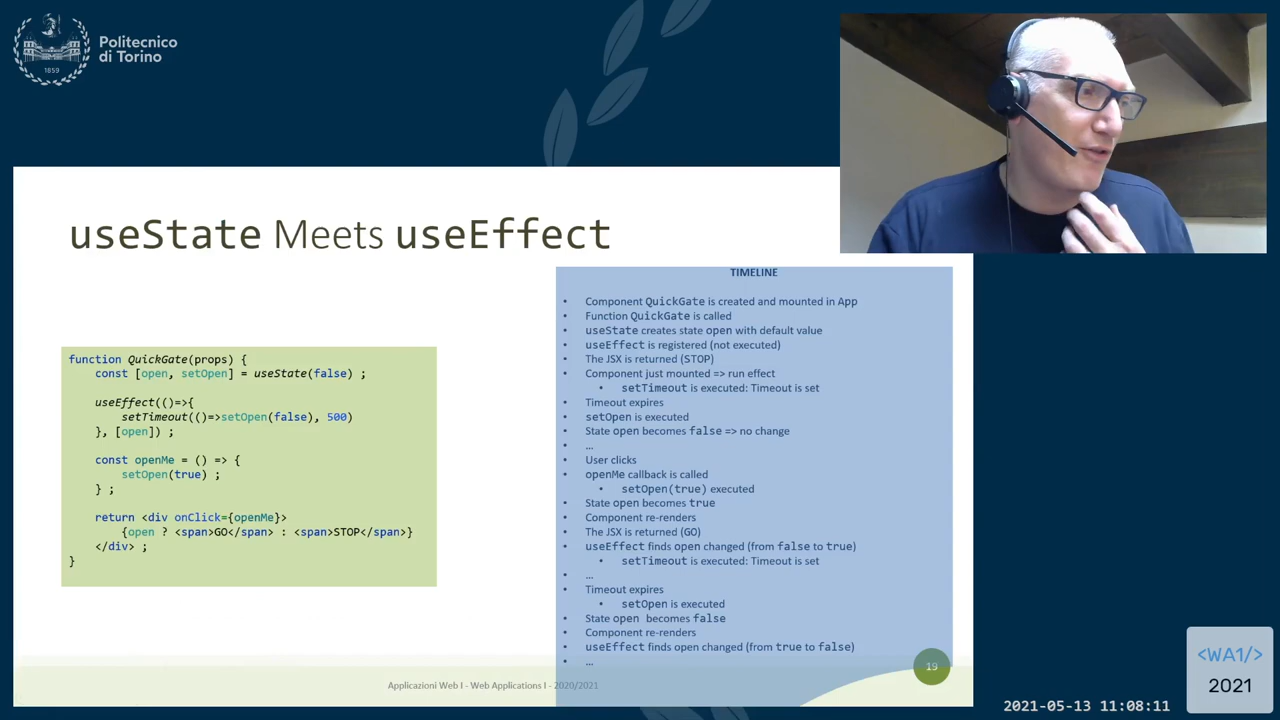 Politecnico
di Torino
1859
useState Meets useEffect
function QuickGate(props) {
const [open, setOpen] = useState(false) ;
useEffect(()=>{
setTimeout(()=>setOpen(false), 500)
}, [open]) ;
const openMe = () => {
setOpen(true) ;
} ;
return <div onClick={openMe}>
{open ? <span>GO</span> : <span>STOP</span>}
</div> ;
}
TIMELINE
• Component QuickGate is created and mounted in App
• Function QuickGate is called
• useState creates state open with default value
• useEffect is registered (not executed)
• The JSX is returned (STOP)
• Component just mounted => run effect
• setTimeout is executed: Timeout is set
• Timeout expires
• setOpen is executed
• State open becomes false => no change
• …
• User clicks
• openMe callback is called
• setOpen(true) executed
• State open becomes true
• Component re-renders
• The JSX is returned (GO)
• useEffect finds open changed (from false to true)
• setTimeout is executed: Timeout is set
• …
• Timeout expires
• setOpen is executed
• State open becomes false
• Component re-renders
• useEffect finds open changed (from true to false)
• …
19
Applicazioni Web I - Web Applications I - 2020/2021
<WA1/>
2021
2021-05-13 11:08:11